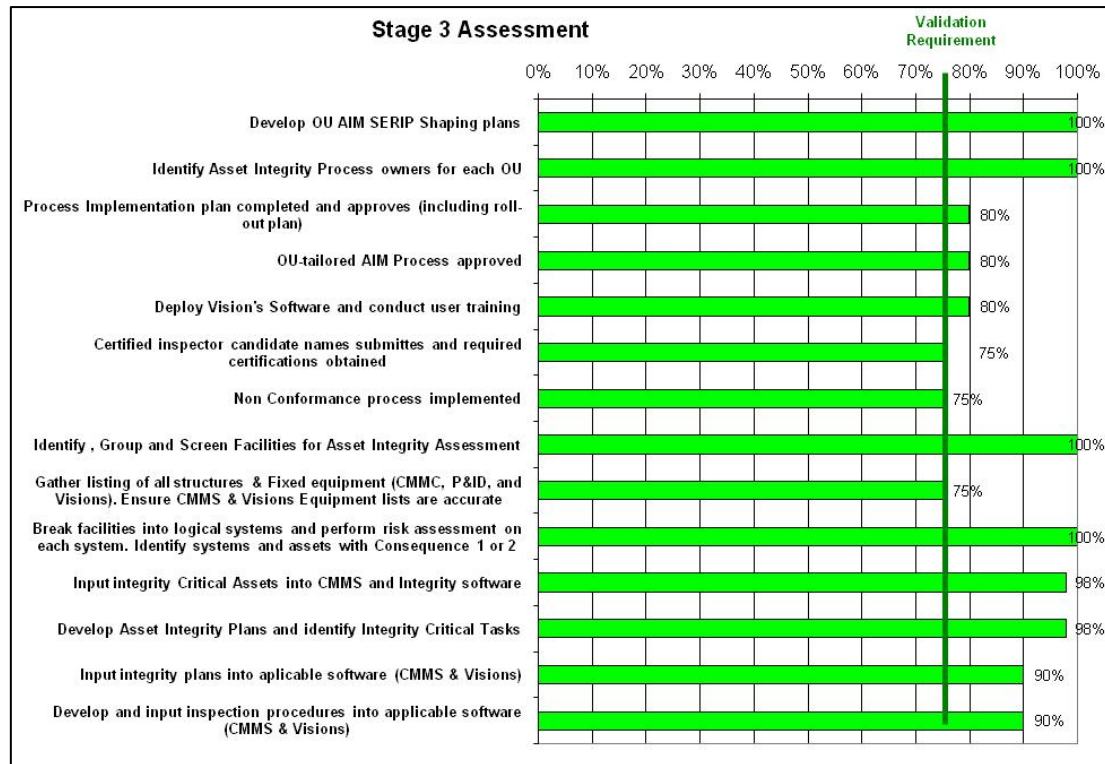 Stage 3 Assessment
Validation
Requirement
0% 10% 20% 30% 40% 50% 60% 70% 80% 90% 100%
Develop OU AIM SERIP Shaping plans
100%
Identify Asset Integrity Process owners for each OU
100%
Process Implementation plan completed and approves (including roll-
out plan)
80%
OU-tailored AIM Process approved
80%
Deploy Vision's Software and conduct user training
80%
Certified inspector candidate names submittes and required
certifications obtained
75%
Non Conformance process implemented
75%
Identify , Group and Screen Facilities for Asset Integrity Assessment
100%
Gather listing of all structures & Fixed equipment (CMMC, P&ID, and
Visions). Ensure CMMS & Visions Equipment lists are accurate
75%
Break facilities into logical systems and perform risk assessment on
each system. Identify systems and assets with Consequence 1 or 2
100%
Input integrity Critical Assets into CMMS and Integrity software
98%
Develop Asset Integrity Plans and identify Integrity Critical Tasks
98%
Input integrity plans into aplicable software (CMMS & Visions)
90%
Develop and input inspection procedures into applicable software
(CMMS & Visions)
90%